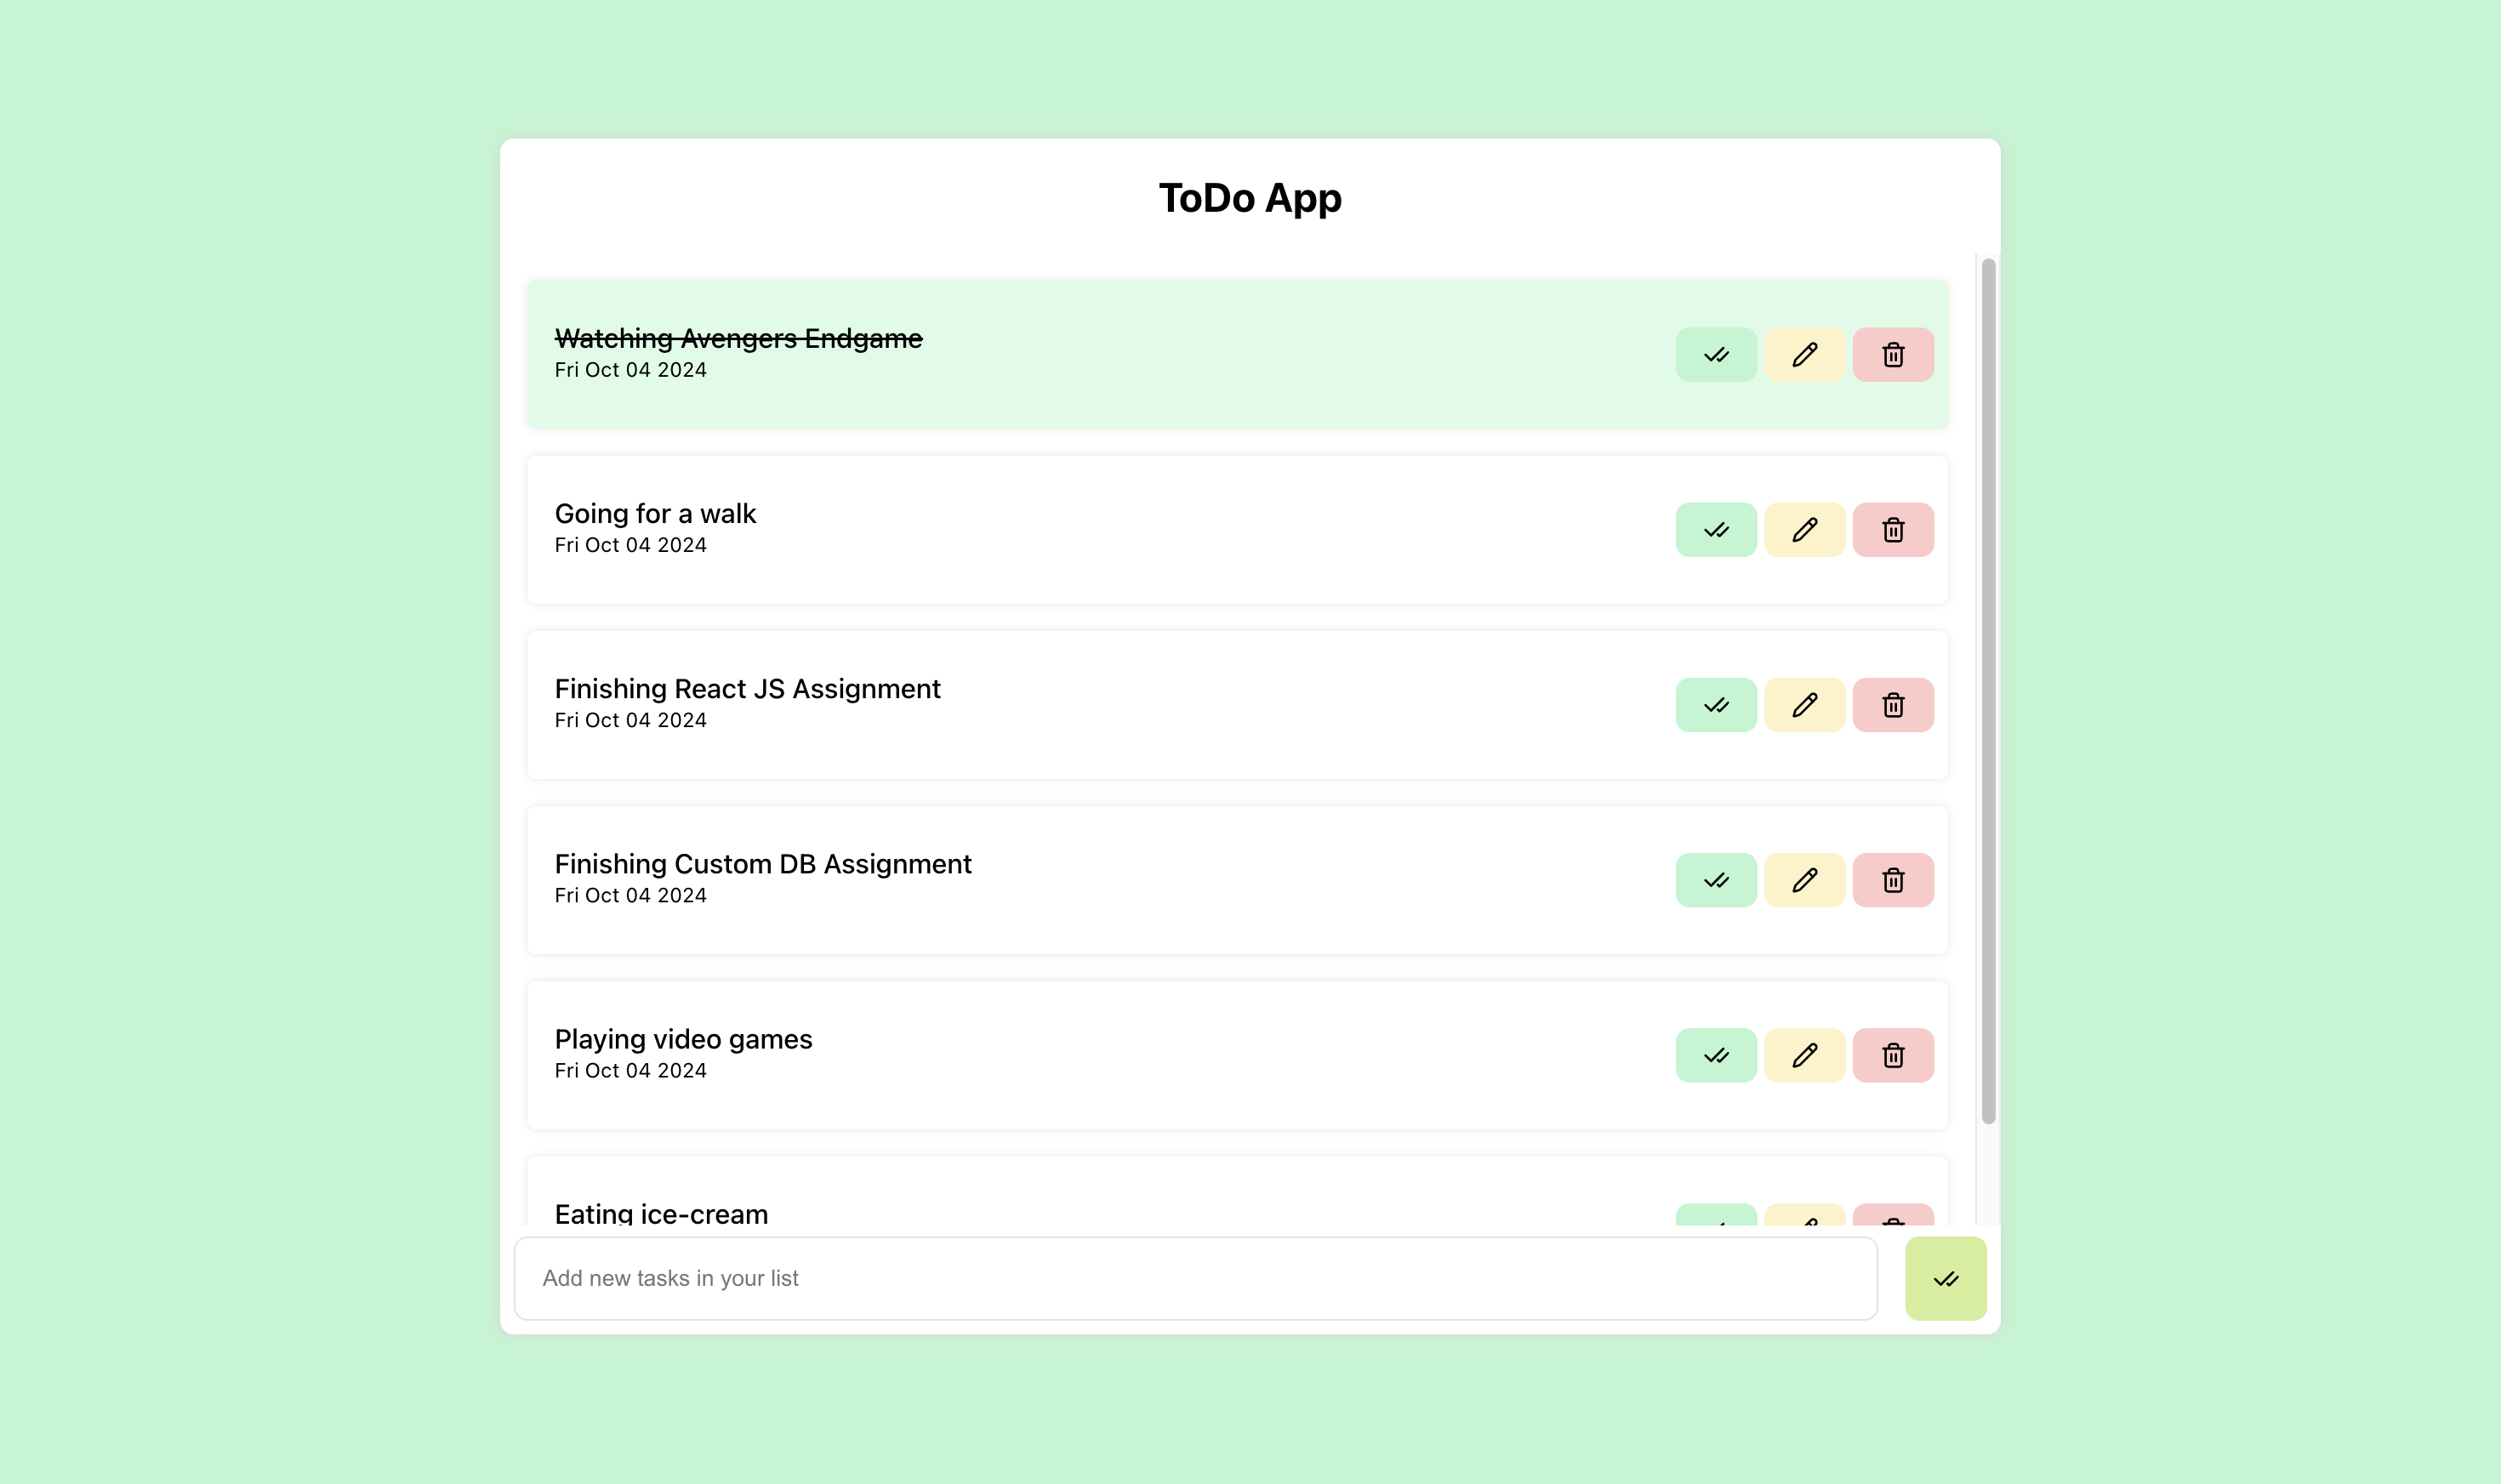 ToDo App
Watching Avengers Endgame
Fri Oct 04 2024
Going for a walk
Fri Oct 04 2024
Finishing React JS Assignment
Fri Oct 04 2024
Finishing Custom DB Assignment
Fri Oct 04 2024
Playing video games
Fri Oct 04 2024
Eating ice-cream
Add new tasks in your list